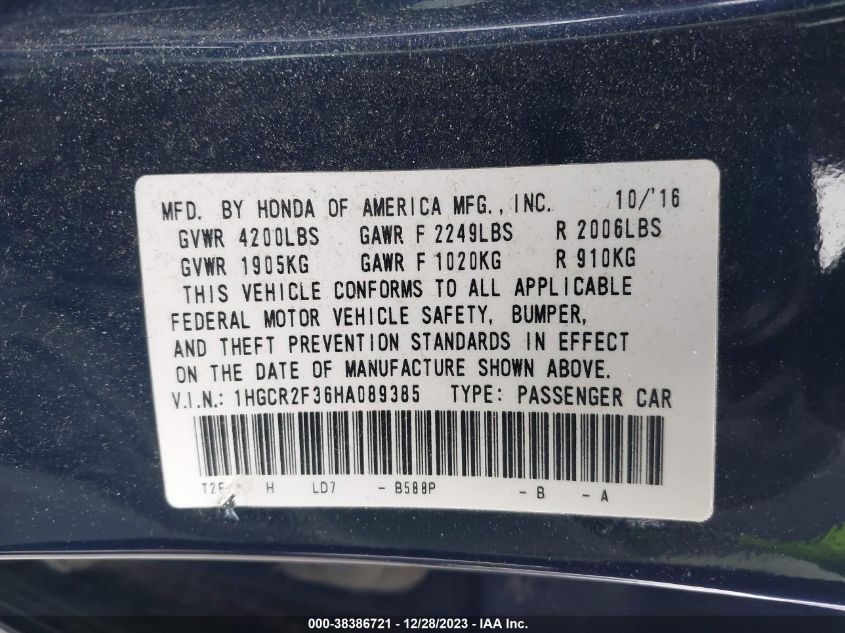 MFD. BY HONDA OF AMERICA MFG., INC. 10/'16
GVWR 4200LBS GAWR F 2249LBS R 2006LBS
GVWR 1905KG GAWR F 1020KG R 910KG
THIS VEHICLE CONFORMS TO ALL APPLICABLE
FEDERAL MOTOR VEHICLE SAFETY, BUMPER,
AND THEFT PREVENTION STANDARDS IN EFFECT
ON THE DATE OF MANUFACTURE SHOWN ABOVE.
V.I.N.: 1HGCR2F36HA089385 TYPE: PASSENGER CAR
H LD7 - B588P - B - A
000-38386721 - 12/28/2023 - IAA Inc.